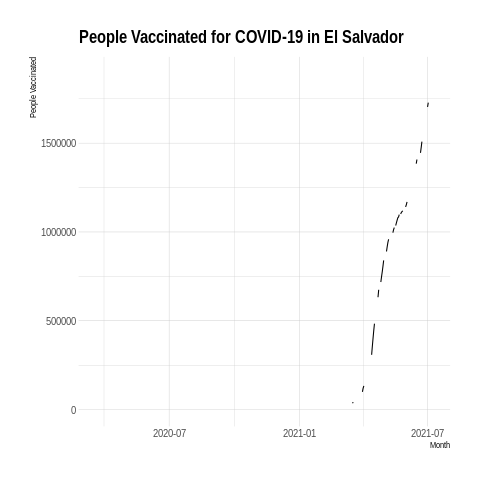 People Vaccinated for COVID-19 in El Salvador
People Vaccinated
1500000
1000000
500000
0
2020-07
2021-01
2021-07
Month